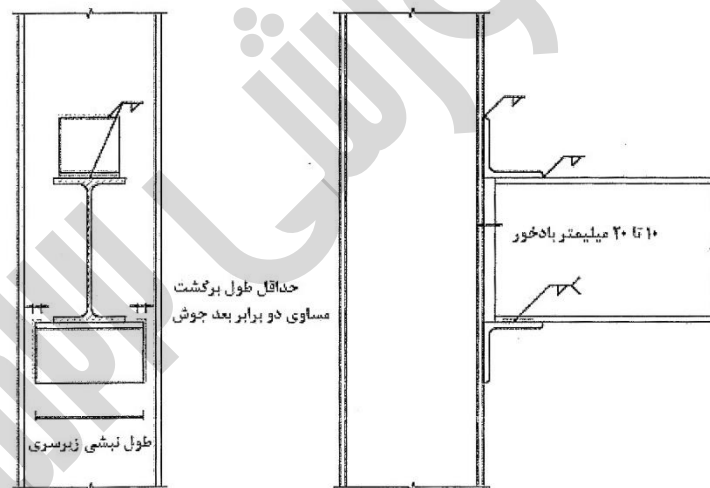 ۱۰ تا ۲۰ میلیمتر بادخور
حداقل طول برگشت
مساوی دو برابر بعد جوش
طول نبشی زیرسری